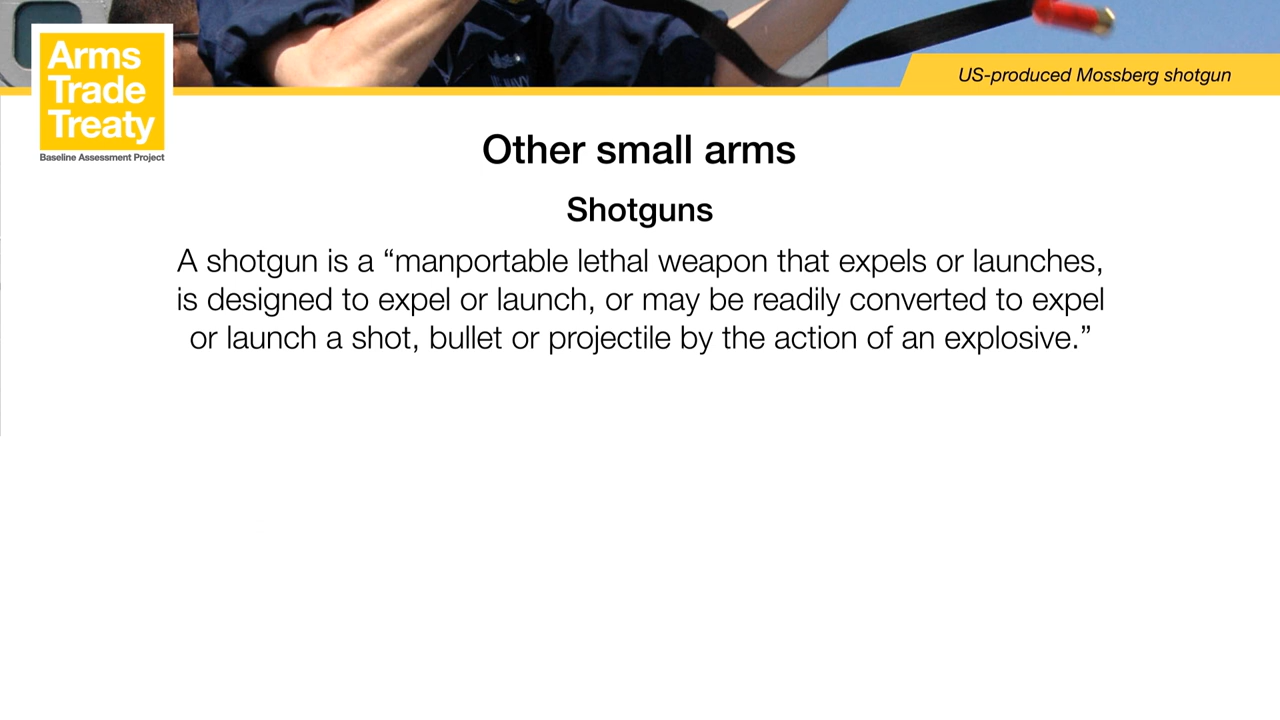 Arms
Trade
Treaty
Baseline Assessment Project
US-produced Mossberg shotgun
Other small arms
Shotguns
A shotgun is a “manportable lethal weapon that expels or launches,
is designed to expel or launch, or may be readily converted to expel
or launch a shot, bullet or projectile by the action of an explosive.”